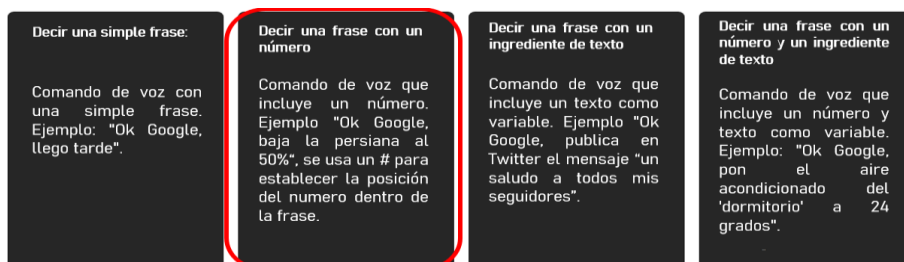 Decir una simple frase:
Comando de voz con
una simple frase.
Ejemplo: "Ok Google,
llego tarde".
Decir una frase con un
número
Comando de voz que
incluye un número.
Ejemplo "Ok Google,
baja la persiana al
50%", se usa un # para
establecer la posición
del numero dentro de
la frase.
Decir una frase con un
ingrediente de texto
Comando de voz que
incluye un texto como
variable. Ejemplo "Ok
Google, publica en
Twitter el mensaje "un
saludo a todos mis
seguidores".
Decir una frase con un
número y un ingrediente
de texto
Comando de voz que
incluye un número y
texto como variable.
Ejemplo: "Ok Google,
pon el aire
acondicionado del
'dormitorio' a 24
grados".